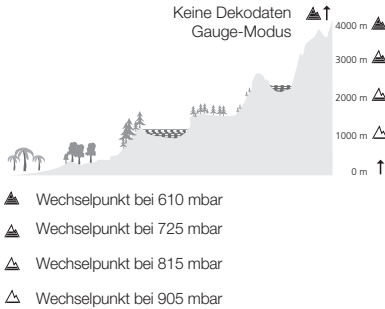 Keine Dekodaten
Gauge-Modus
4000 m
3000 m
2000 m
1000 m
0 m
Wechselpunkt bei 610 mbar
Wechselpunkt bei 725 mbar
Wechselpunkt bei 815 mbar
Wechselpunkt bei 905 mbar